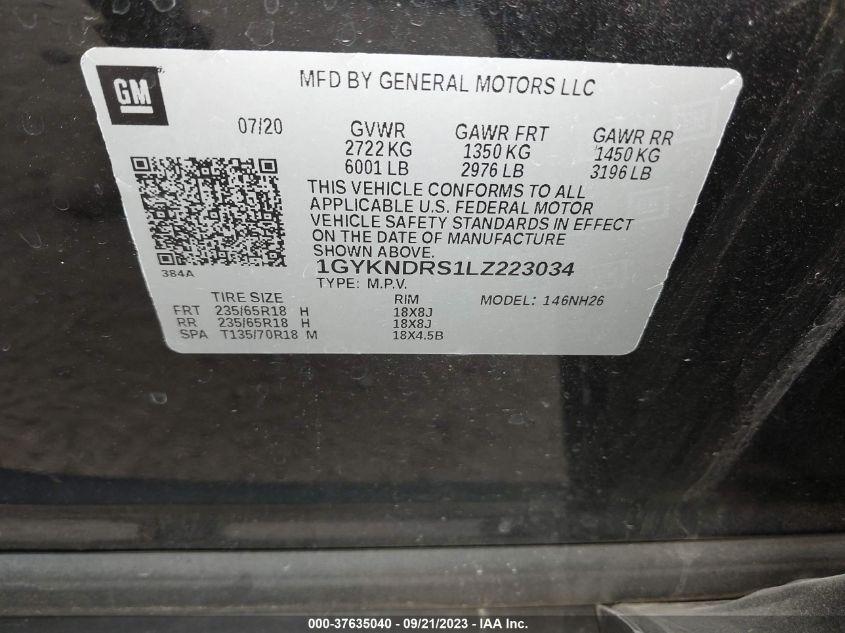 GM
MFD BY GENERAL MOTORS LLC
07/20 GVWR GAWR FRT GAWR RR
2722 KG 1350 KG 1450 KG
6001 LB 2976 LB 3196 LB
THIS VEHICLE CONFORMS TO ALL
APPLICABLE U.S. FEDERAL MOTOR
VEHICLE SAFETY STANDARDS IN EFFECT
ON THE DATE OF MANUFACTURE
SHOWN ABOVE.
384A
1GYKNDRS1LZ223034
TYPE: M.P.V.
TIRE SIZE RIM MODEL: 146NH26
FRT 235/65R18 H 18X8J
RR 235/65R18 H 18X8J
SPA T135/70R18 M 18X4.5B
000-37635040 - 09/21/2023 - IAA Inc.